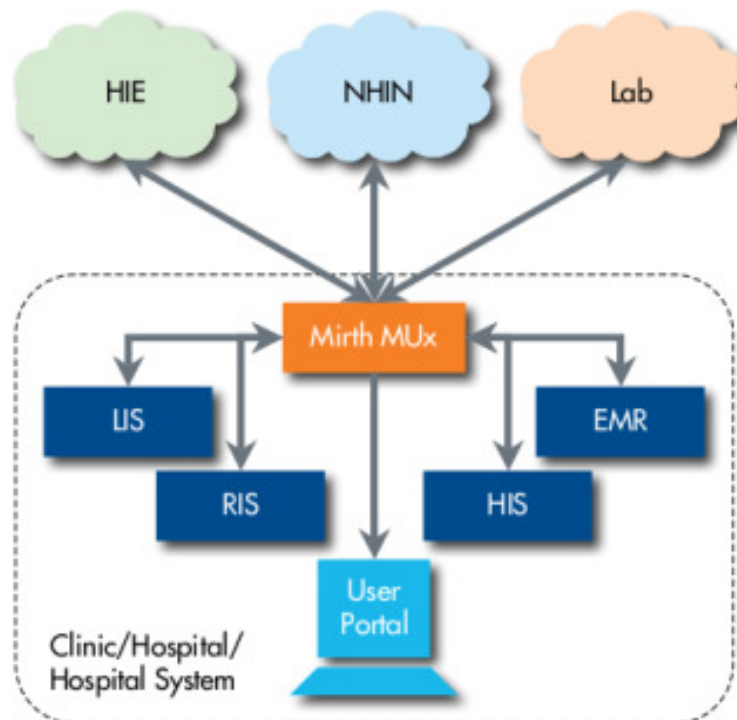 HIE
NHIN
Lab
Mirth MUx
LIS
EMR
RIS
HIS
User
Portal
Clinic/Hospital/
Hospital System